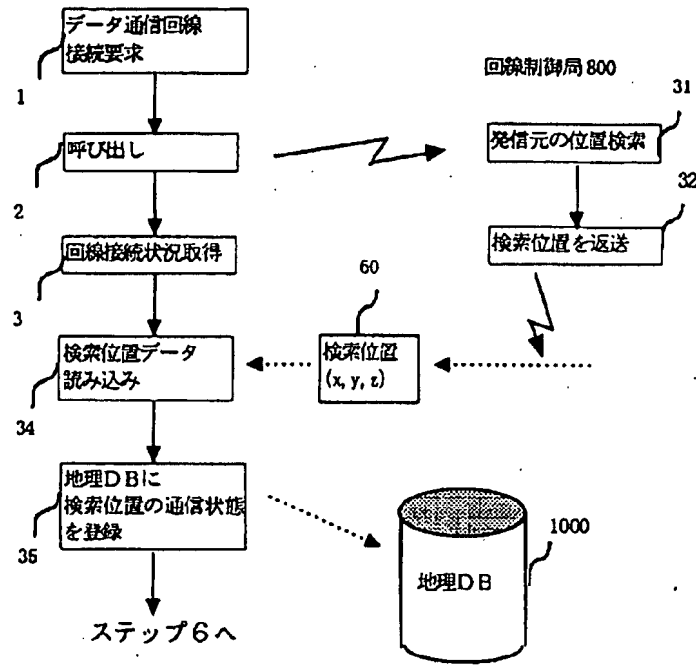 データ通信回線
接続要求
1
回線制御局800
31
呼び出し
発信元の位置検索
2
32
回線接続状況取得
検索位置を返送
3
60
検索位置データ
読み込み
検索位置
(x, y, z)
34
地理DBに
検索位置の通信状態
を登録
35
1000
地理DB
ステップ6へ